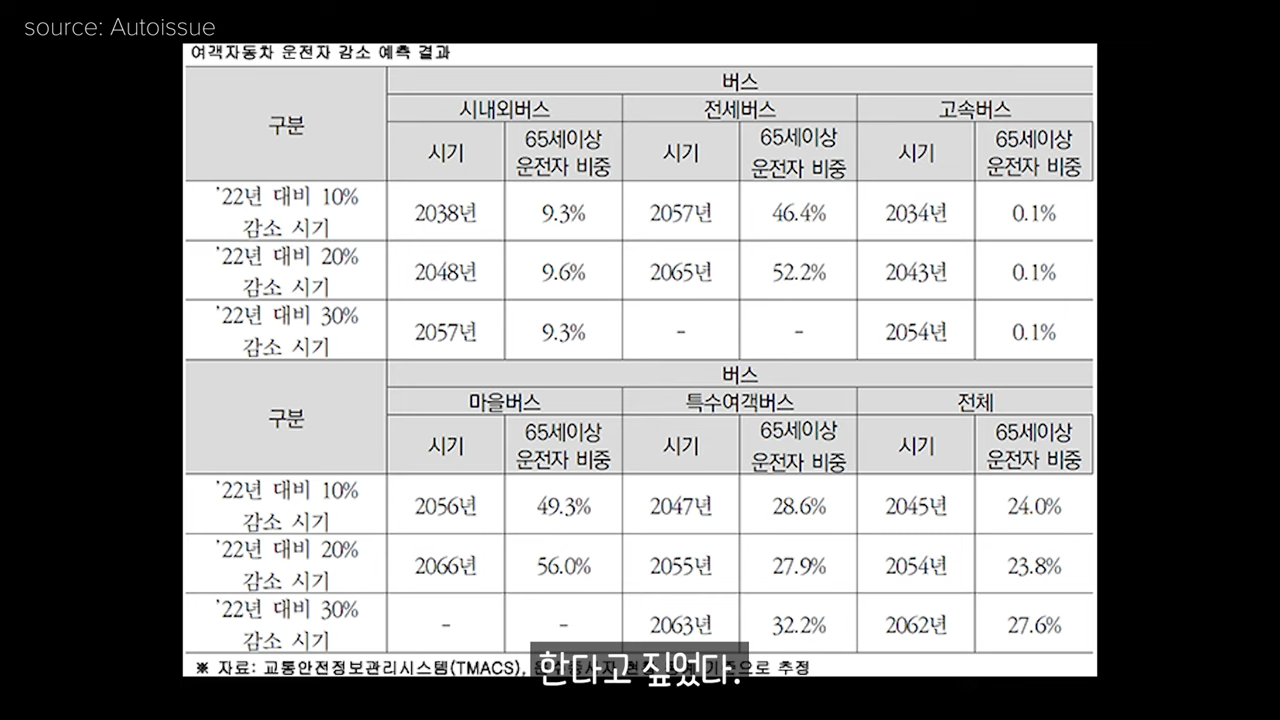 source: Autoissue
여객자동차 운전자 감소 예측 결과
구분
버스
시내외버스 전세버스 고속버스
시기 65세이상 운전자 비중 시기 65세이상 운전자 비중 시기 65세이상 운전자 비중
'22년 대비 10% 감소 시기 2038년 9.3% 2057년 46.4% 2034년 0.1%
'22년 대비 20% 감소 시기 2048년 9.6% 2065년 52.2% 2043년 0.1%
'22년 대비 30% 감소 시기 2057년 9.3% - - 2054년 0.1%
구분
버스
마을버스 특수여객버스 전체
시기 65세이상 운전자 비중 시기 65세이상 운전자 비중 시기 65세이상 운전자 비중
'22년 대비 10% 감소 시기 2056년 49.3% 2047년 28.6% 2045년 24.0%
'22년 대비 20% 감소 시기 2066년 56.0% 2055년 27.9% 2054년 23.8%
'22년 대비 30% 감소 시기 - - 2063년 32.2% 2062년 27.6%
※ 자료: 교통안전정보관리시스템(TMACS), 기준으로 추정
한다고 짚었다.